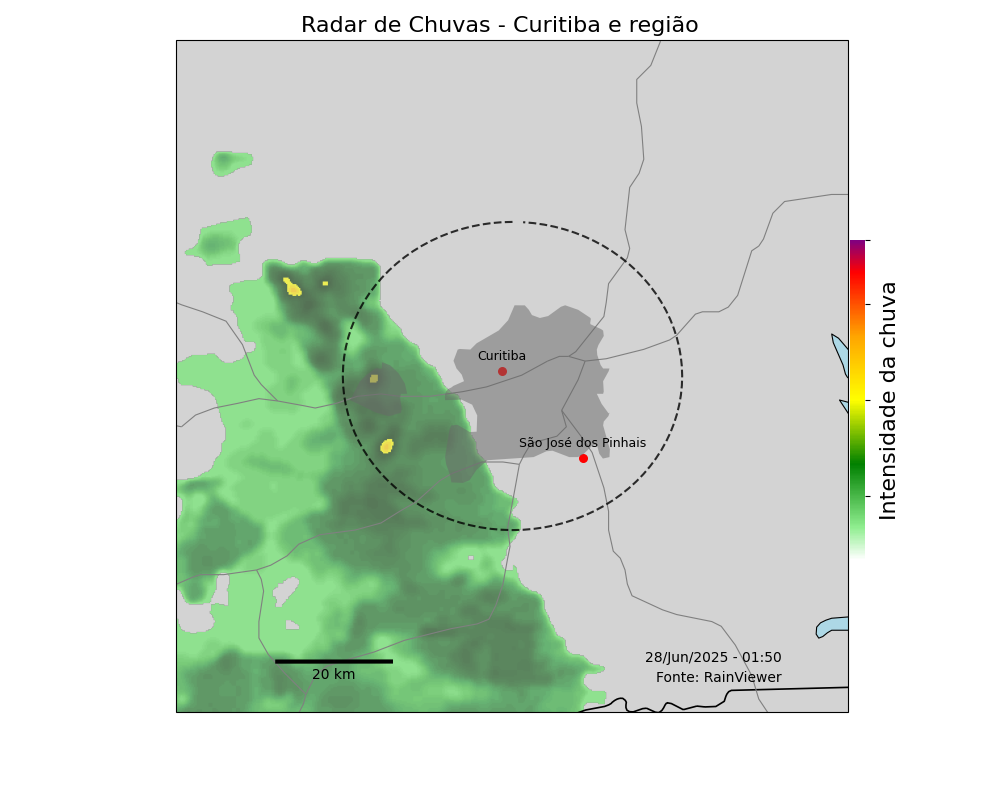 Radar de Chuvas - Curitiba e região
Curitiba
São José dos Pinhais
Intensidade da chuva
28/Jun/2025 - 01:50
Fonte: RainViewer
20 km